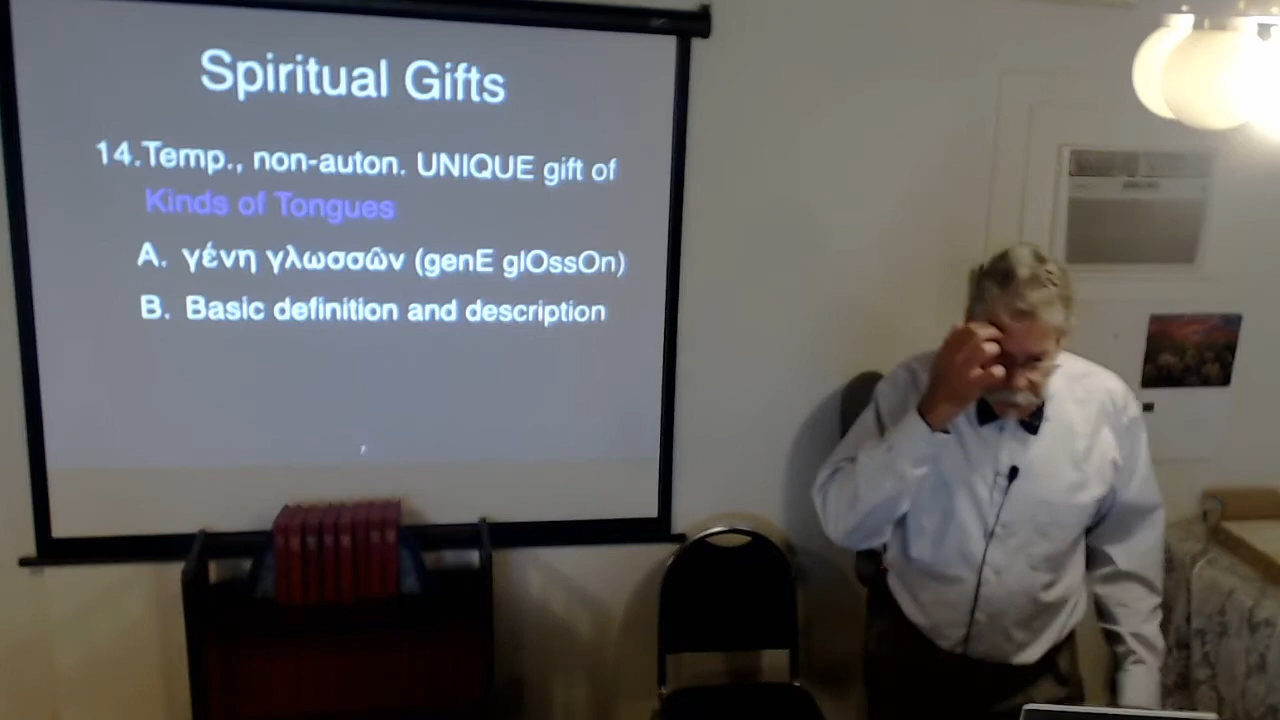 Spiritual Gifts
14.Temp., non-auton. UNIQUE gift of
Kinds of Tongues
A. γένη γλωσσῶν (genE glOssOn)
B. Basic definition and description